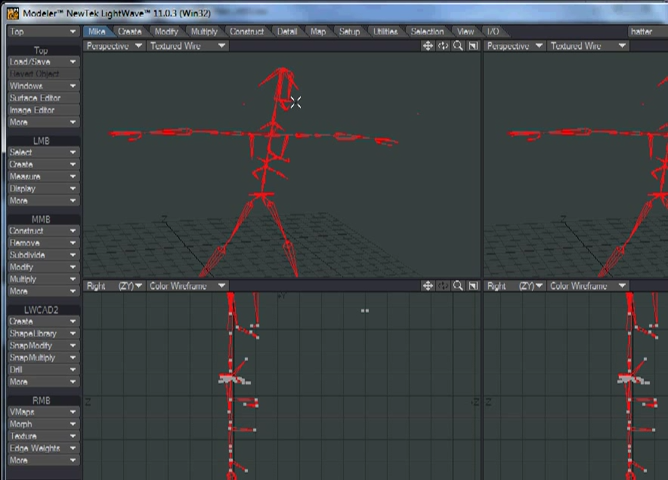 Modeler™ NewTek LightWave™ 11.0.3 (Win32)
Top Mike Create Modify Multiply Construct Detail Map Setup Utilities Selection View I/O hatter
Perspective Textured Wire Perspective Textured Wire
Top
Load/Save
Revert Object
Windows
Surface Editor
Image Editor
More
LMB
Select
Create
Measure
Display
More
MMB
Construct
Remove
Subdivide
Modify
Multiply
More
Right (ZY) Color Wireframe Right (ZY) Color Wireframe
LWCAD2
Create
ShapeLibrary
SnapModify
SnapMultiply
Drill
More
RMB
VMaps
Morph
Texture
Edge Weights
More